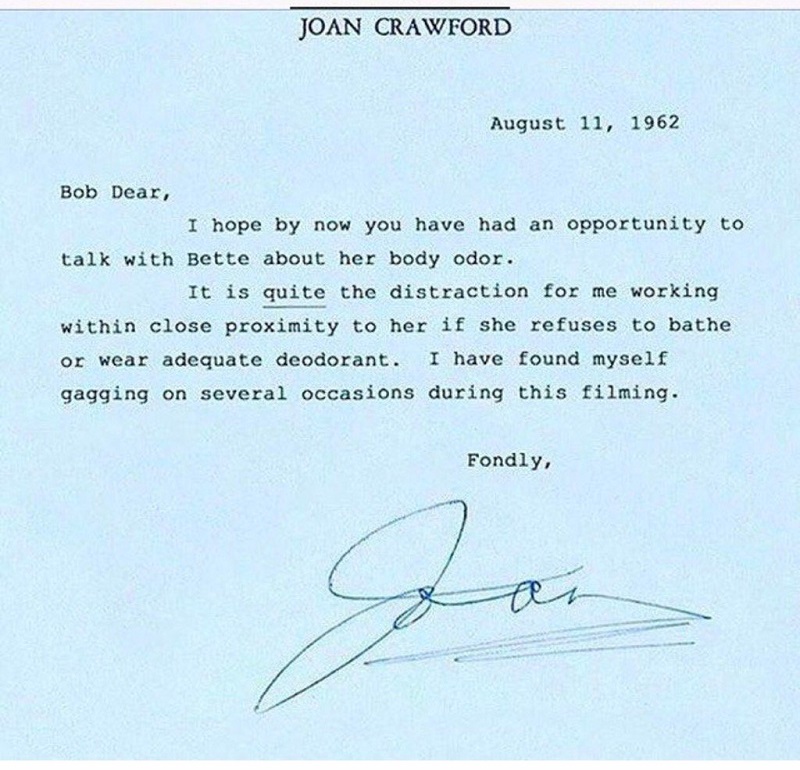 JOAN CRAWFORD
August 11, 1962
Bob Dear,
I hope by now you have had an opportunity to
talk with Bette about her body odor.
It is quite the distraction for me working
within close proximity to her if she refuses to bathe
or wear adequate deodorant. I have found myself
gagging on several occasions during this filming.
Fondly,
Joan